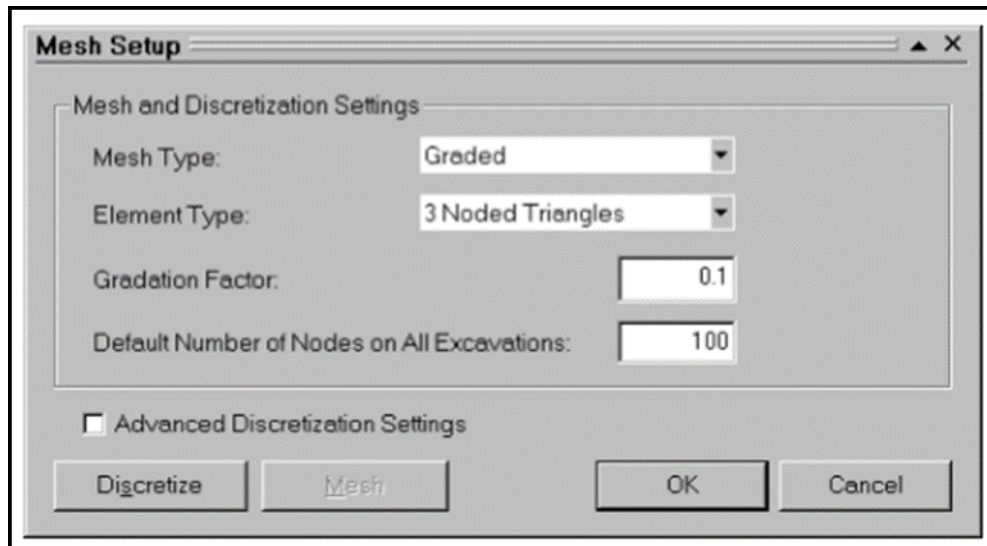 Mesh Setup
Mesh and Discretization Settings
Mesh Type: Graded
Element Type: 3 Noded Triangles
Gradation Factor: 0.1
Default Number of Nodes on All Excavations: 100
Advanced Discretization Settings
Discretize Mesh OK Cancel